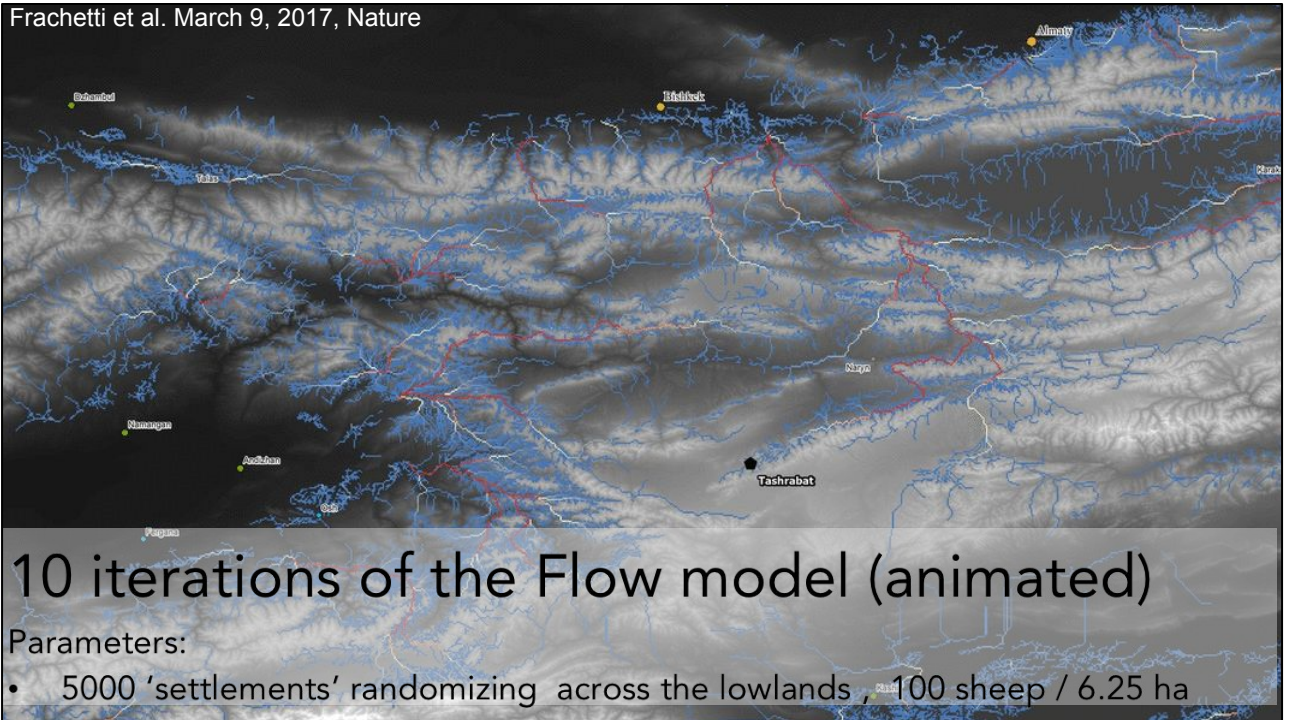 Frachetti et al. March 9, 2017, Nature
Almaty
Dzhambul
Bishkek
Karak
Talas
Naryn
Namangan
Andizhan
Tashrabat
Osh
Fergana
10 iterations of the Flow model (animated)
Parameters:
• 5000 ‘settlements’ randomizing across the lowlands , 100 sheep / 6.25 ha